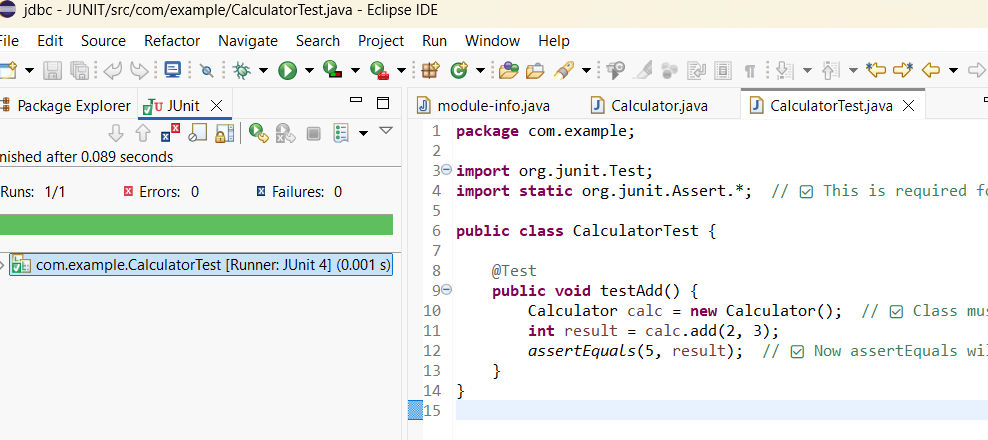 jdbc - JUNIT/src/com/example/CalculatorTest.java - Eclipse IDE
File Edit Source Refactor Navigate Search Project Run Window Help
Package Explorer JUnit
nished after 0.089 seconds
Runs: 1/1 Errors: 0 Failures: 0
com.example.CalculatorTest [Runner: JUnit 4] (0.001 s)
module-info.java Calculator.java CalculatorTest.java
1 package com.example;
2
3 import org.junit.Test;
4 import static org.junit.Assert.*;  // ☑ This is required fo
5
6 public class CalculatorTest {
7
8     @Test
9     public void testAdd() {
10         Calculator calc = new Calculator();  // ☑ Class mus
11         int result = calc.add(2, 3);
12         assertEquals(5, result);  // ☑ Now assertEquals wil
13     }
14 }
15